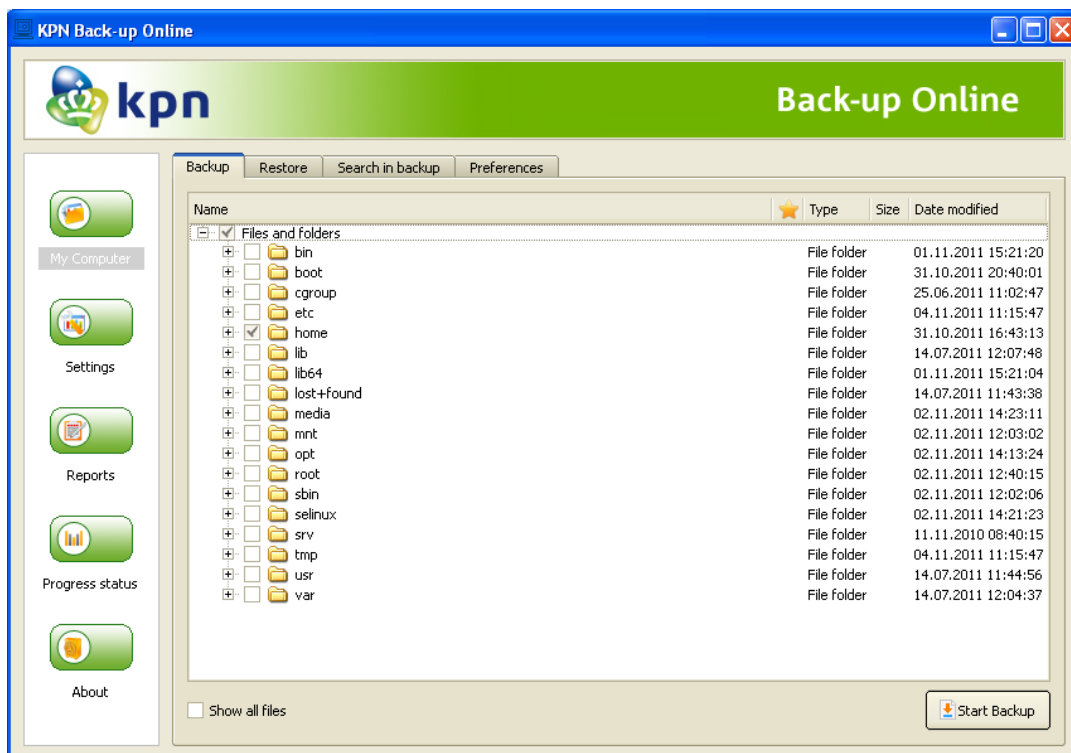 KPN Back-up Online
kpn
Back-up Online
My Computer
Settings
Reports
Progress status
About
Backup Restore Search in backup Preferences
Name Type Size Date modified
Files and folders
bin File folder 01.11.2011 15:21:20
boot File folder 31.10.2011 20:40:01
cgroup File folder 25.06.2011 11:02:47
etc File folder 04.11.2011 11:15:47
home File folder 31.10.2011 16:43:13
lib File folder 14.07.2011 12:07:48
lib64 File folder 01.11.2011 15:21:04
lost+found File folder 14.07.2011 11:43:38
media File folder 02.11.2011 14:23:11
mnt File folder 02.11.2011 12:03:02
opt File folder 02.11.2011 14:13:24
root File folder 02.11.2011 12:40:15
sbin File folder 02.11.2011 12:02:06
selinux File folder 02.11.2011 14:21:23
srv File folder 11.11.2010 08:40:15
tmp File folder 04.11.2011 11:15:47
usr File folder 14.07.2011 11:44:56
var File folder 14.07.2011 12:04:37
Show all files
Start Backup